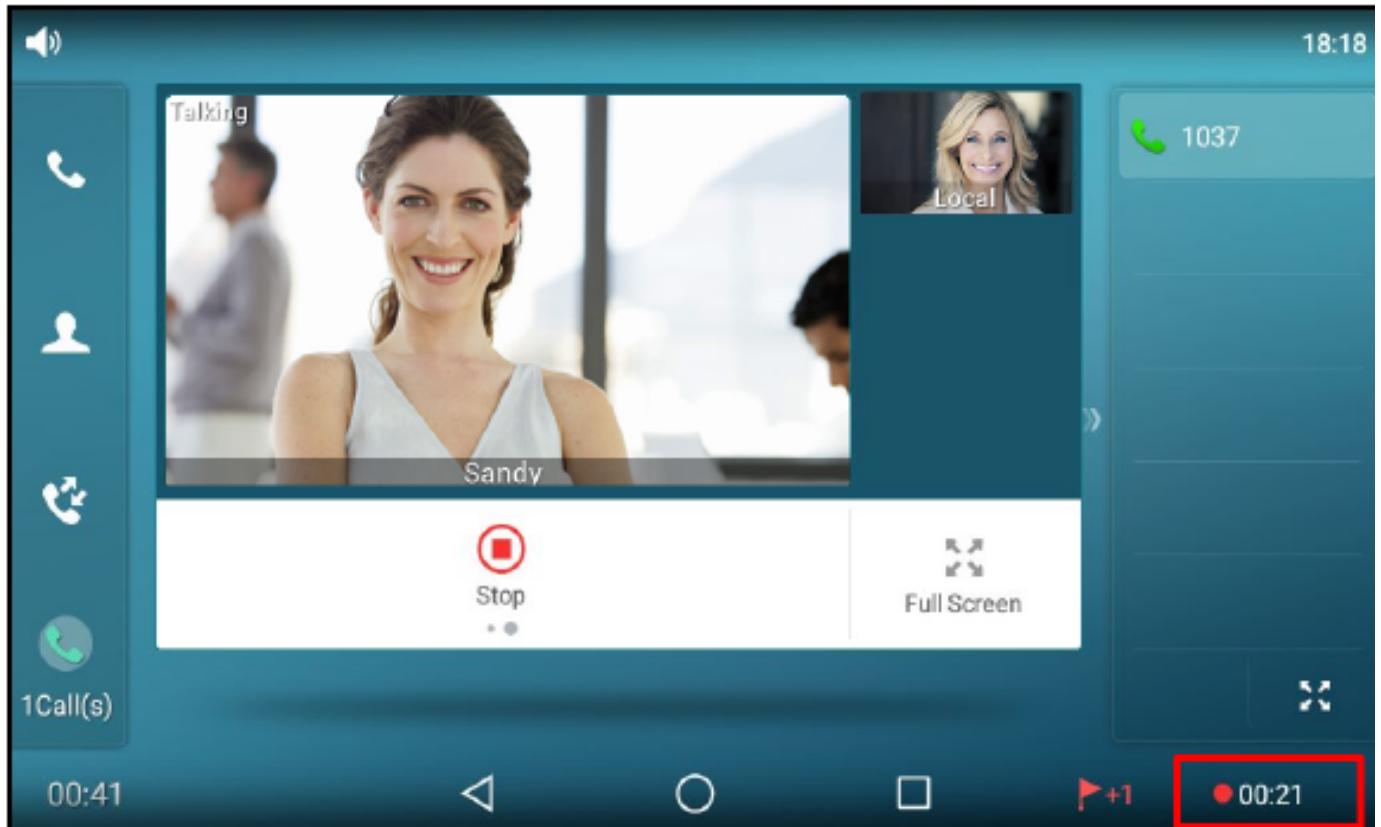 18:18
Talking
Local
1037
Sandy
Stop
Full Screen
1Call(s)
00:41
+1
00:21